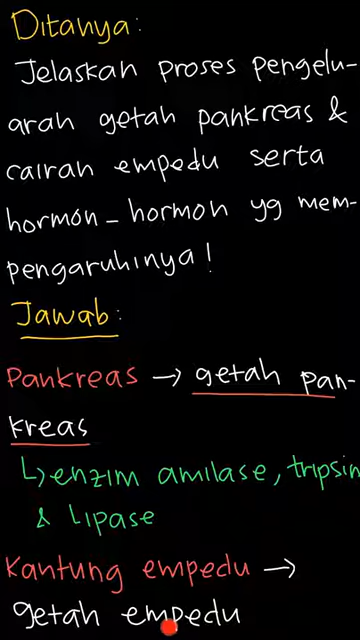 Ditanya:
Jelaskan proses pengelu-
aran getah pankreas &
cairan empedu serta
hormon-hormon yg mem-
pengaruhinya!
Jawab:
Pankreas → getah pan-
kreas
↳ enzim amilase, tripsin
& Lipase
Kantung empedu →
getah empedu